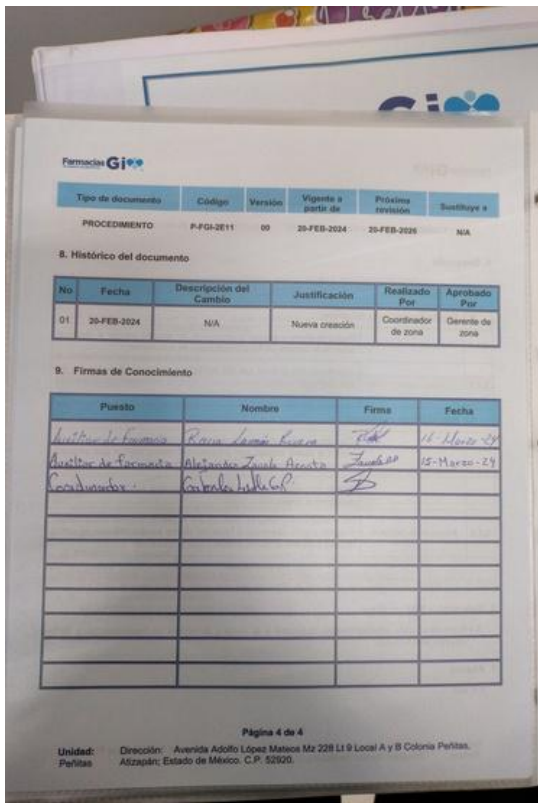 Gi
Farmacias Gi
Tipo de documento Código Versión Vigente a partir de Próxima revisión Sustituye a
PROCEDIMIENTO P-FGI-2E11 00 20-FEB-2024 20-FEB-2026 N/A
8. Histórico del documento
No Fecha Descripción del Cambio Justificación Realizado Por Aprobado Por
01 20-FEB-2024 N/A Nueva creación Coordinador de zona Gerente de zona
9. Firmas de Conocimiento
Puesto Nombre Firma Fecha
Auxiliar de Farmacia Rivera 16-Marzo-24
Auxiliar de farmacia Alejandro Zavala Acosta 15-Marzo-24
Coordinador.
Página 4 de 4
Unidad: Peñitas
Dirección: Avenida Adolfo López Mateos Mz 228 Lt 9 Local A y B Colonia Peñitas.
Atizapán; Estado de México. C.P. 52920.